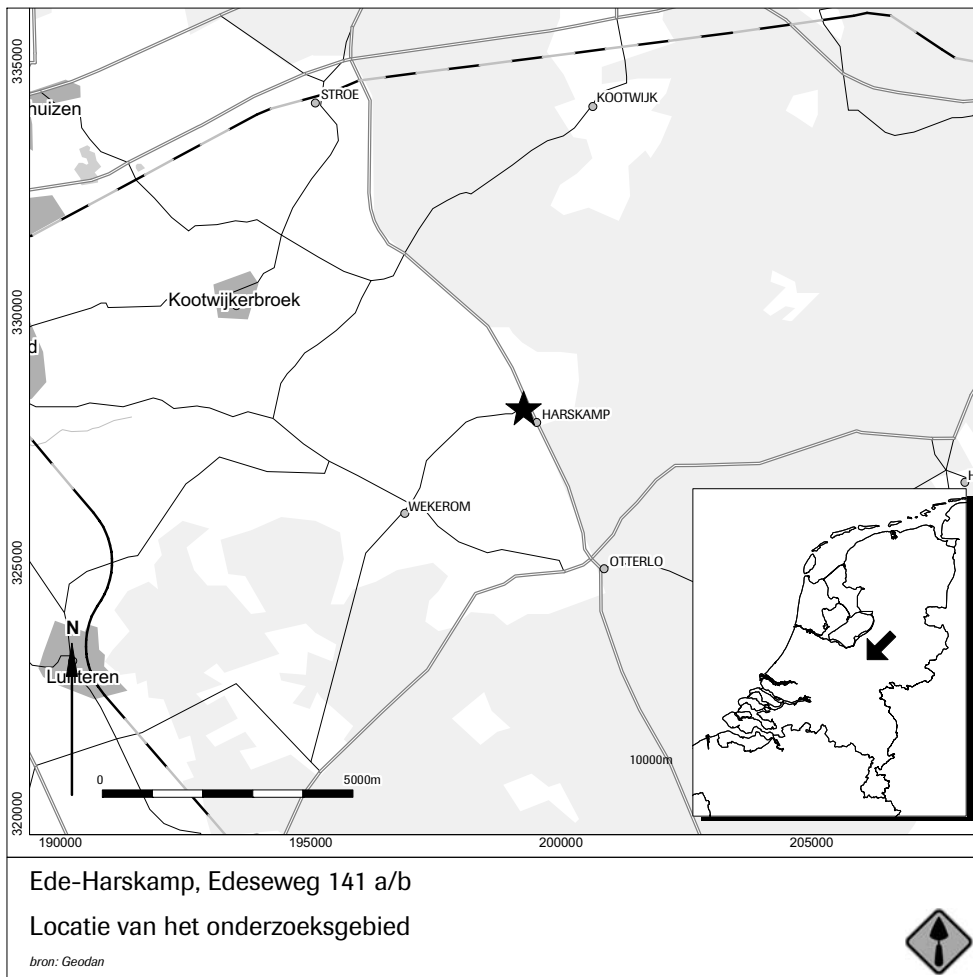 335000
STROE
KOOTWIJK
huizen
Kootwijkerbroek
330000
d
HARSKAMP
H
WEKEROM
325000
OTTERLO
N
Lunteren
10000m
0
5000m
320000
190000
195000
200000
205000
Ede-Harskamp, Edeseweg 141 a/b
Locatie van het onderzoeksgebied
bron: Geodan